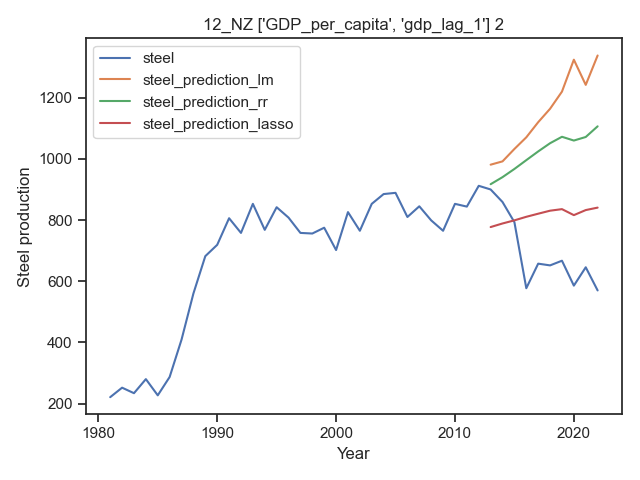 12_NZ ['GDP_per_capita', 'gdp_lag_1'] 2
steel
steel_prediction_lm
steel_prediction_rr
steel_prediction_lasso
Steel production
1200
1000
800
600
400
200
1980
1990
2000
2010
2020
Year